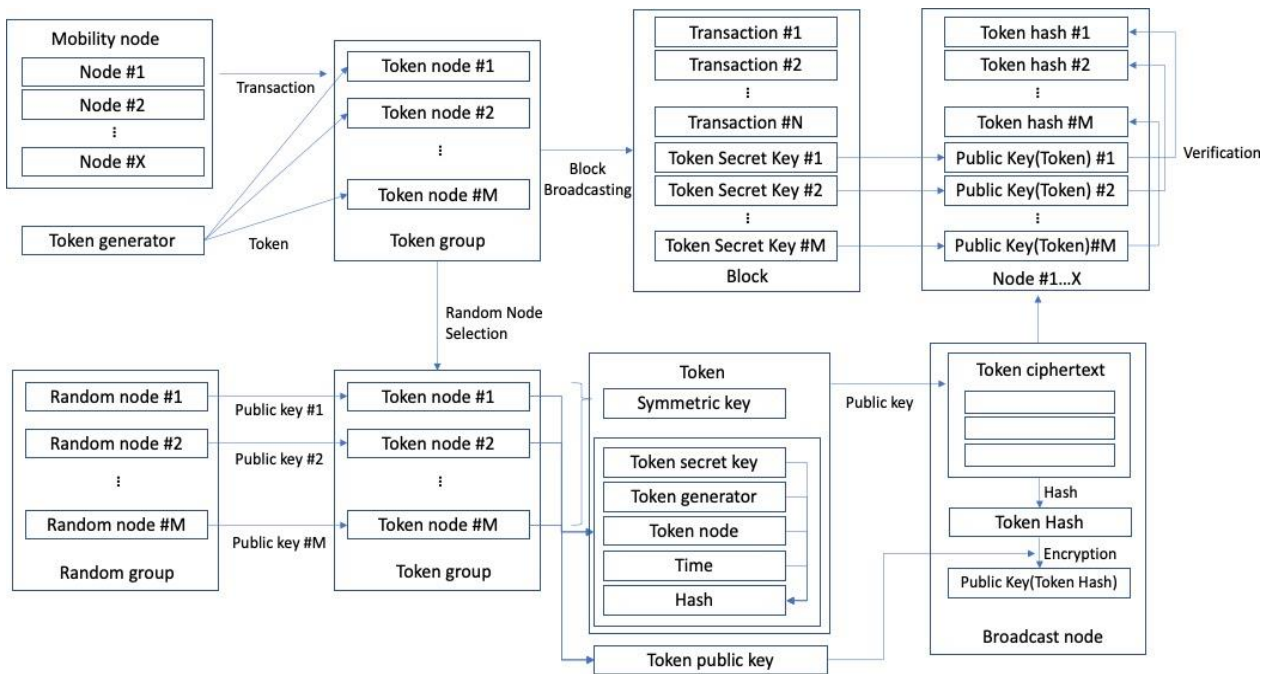 Mobility node
Node #1
Node #2
⋮
Node #X
Transaction
Token generator
Token
Token node #1
Token node #2
⋮
Token node #M
Token group
Block
Broadcasting
Transaction #1
Transaction #2
⋮
Transaction #N
Token Secret Key #1
Token Secret Key #2
⋮
Token Secret Key #M
Block
Token hash #1
Token hash #2
⋮
Token hash #M
Public Key(Token) #1
Public Key(Token) #2
⋮
Public Key(Token)#M
Node #1...X
Verification
Random Node
Selection
Random node #1
Random node #2
⋮
Random node #M
Random group
Public key #1
Public key #2
Public key #M
Token node #1
Token node #2
⋮
Token node #M
Token group
Token
Symmetric key
Token secret key
Token generator
Token node
Time
Hash
Token public key
Public key
Token ciphertext
Hash
Token Hash
Encryption
Public Key(Token Hash)
Broadcast node